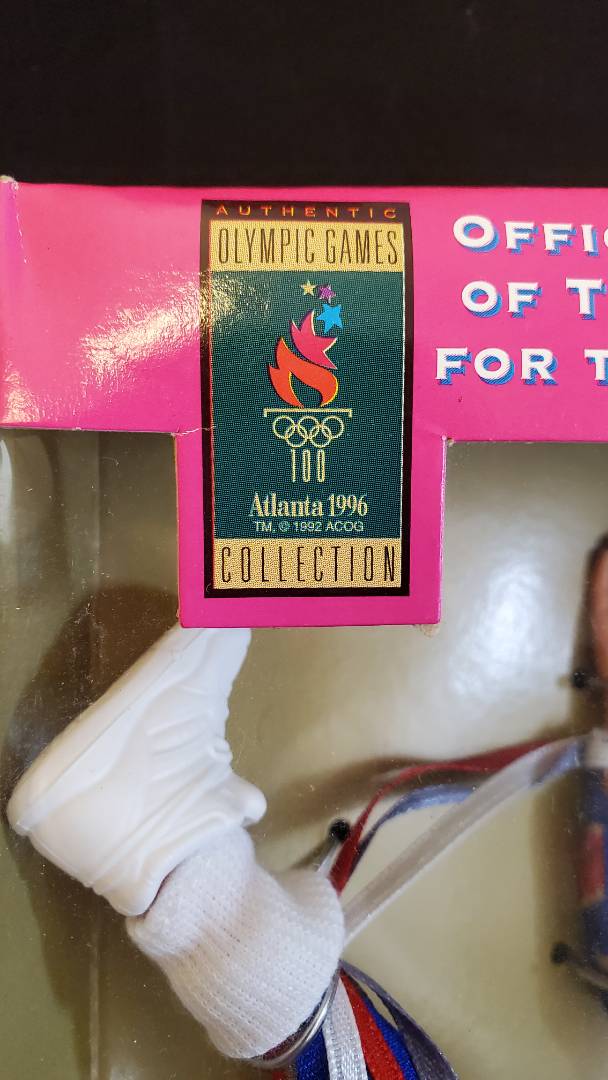 AUTHENTIC
OLYMPIC GAMES
100
Atlanta 1996
TM, © 1992 ACOG
COLLECTION
OFFIC
OF T
FOR T